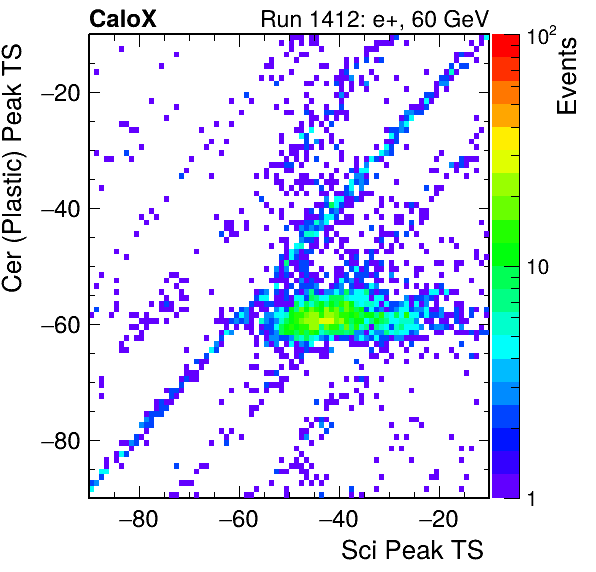 CaloX Run 1412: e+, 60 GeV
Cer (Plastic) Peak TS
−20
−40
−60
−80
−80 −60 −40 −20
Sci Peak TS
10²
10
1
Events